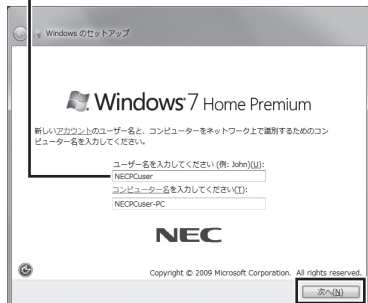 Windows のセットアップ
Windows 7 Home Premium
新しいアカウントのユーザー名と、コンピューターをネットワーク上で識別するためのコン
ピューター名を入力してください。
ユーザー名を入力してください (例: John)(U):
NECPCuser
コンピューター名を入力してください(T):
NECPCuser-PC
NEC
Copyright © 2009 Microsoft Corporation. All rights reserved.
次へ(N)